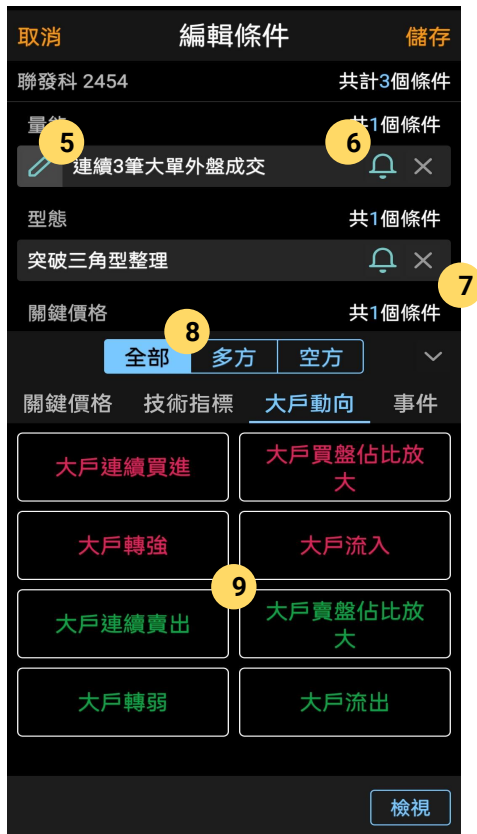 取消 編輯條件 儲存
聯發科 2454 共計3個條件
量能 共1個條件
5 6
連續3筆大單外盤成交
型態 共1個條件
突破三角型整理
7
關鍵價格 共1個條件
8
全部 多方 空方
關鍵價格 技術指標 大戶動向 事件
大戶連續買進 大戶買盤佔比放
大
大戶轉強 大戶流入
9
大戶連續賣出 大戶賣盤佔比放
大
大戶轉弱 大戶流出
檢視